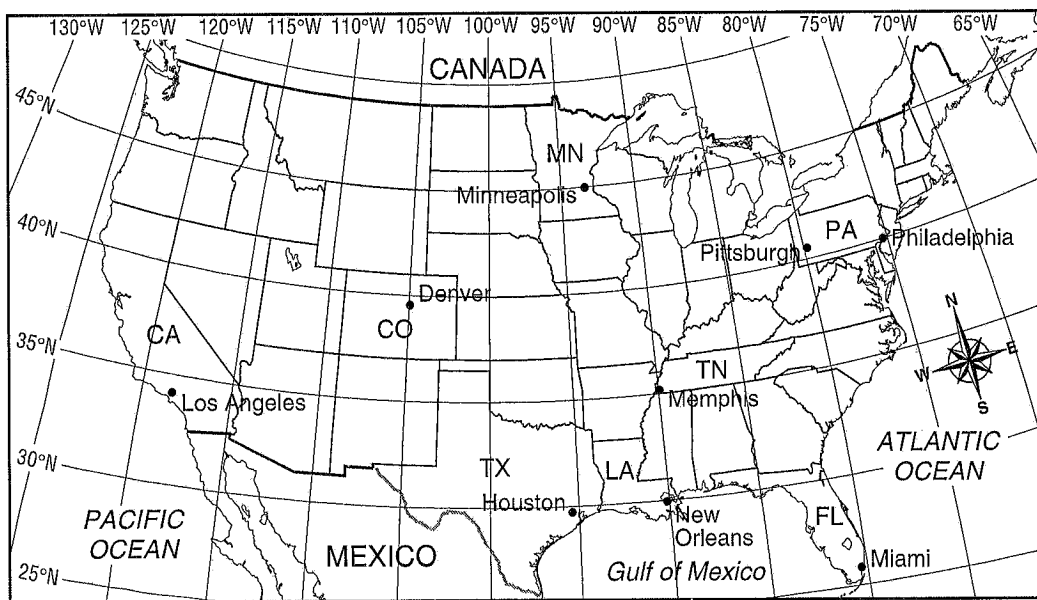 130°W 125°W 120°W 115°W 110°W 105°W 100°W 95°W 90°W 85°W 80°W 75°W 70°W 65°W
CANADA
45°N
MN
Minneapolis
40°N
PA
Pittsburgh
Philadelphia
Denver
CO
N
CA
35°N
W
E
S
TN
Los Angeles
Memphis
ATLANTIC
OCEAN
30°N
TX
LA
Houston
New
Orleans
FL
PACIFIC
OCEAN
MEXICO
Gulf of Mexico
Miami
25°N